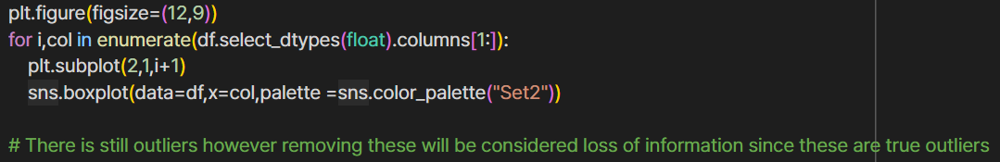 plt.figure(figsize=(12,9))
for i,col in enumerate(df.select_dtypes(float).columns[1:]):
    plt.subplot(2,1,i+1)
    sns.boxplot(data=df,x=col,palette =sns.color_palette("Set2"))
# There is still outliers however removing these will be considered loss of information since these are true outliers